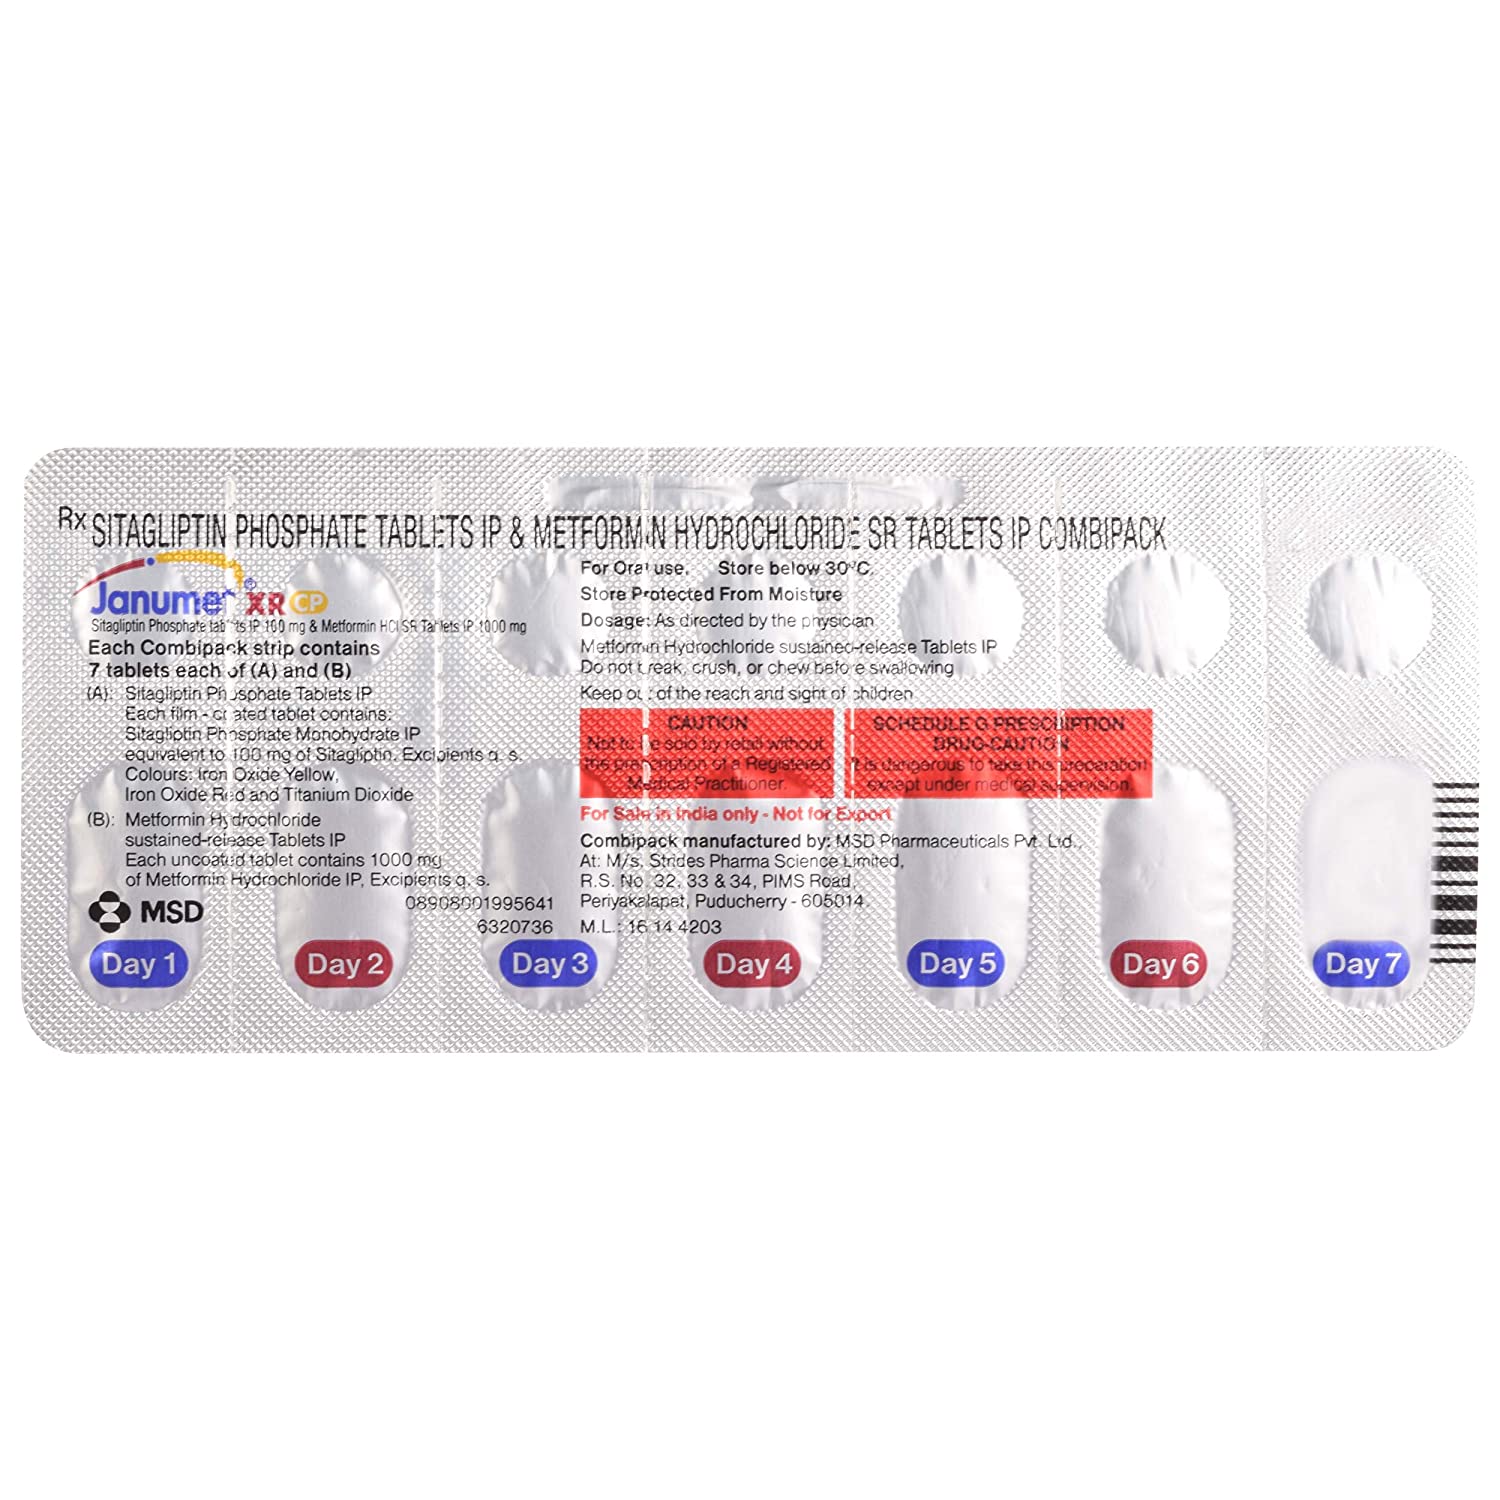 Rx SITAGLIPTIN PHOSPHATE TABLETS IP & METFORMIN HYDROCHLORIDE SR TABLETS IP COMBIPACK
Janumet® XR CP
Sitagliptin Phosphate tablets IP 100 mg & Metformin HCl SR Tablets IP 1000 mg
Each Combipack strip contains
7 tablets each of (A) and (B)
(A): Sitagliptin Phosphate Tablets IP
Each film - coated tablet contains:
Sitagliptin Phosphate Monohydrate IP
equivalent to 100 mg of Sitagliptin. Excipients q. s.
Colours: Iron Oxide Yellow,
Iron Oxide Red and Titanium Dioxide
(B): Metformin Hydrochloride
sustained-release Tablets IP
Each uncoated tablet contains 1000 mg
of Metformin Hydrochloride IP, Excipients q. s.
MSD
08908001995641
6320736
For Oral use. Store below 30°C.
Store Protected From Moisture
Dosage: As directed by the physician
Metformin Hydrochloride sustained-release Tablets IP
Do not break, crush, or chew before swallowing
Keep out of the reach and sight of children
CAUTION
Not to be sold by retail without
the prescription of a Registered
Medical Practitioner.
SCHEDULE G PRESCRIPTION
DRUG-CAUTION
It is dangerous to take this preparation
except under medical supervision.
For Sale in India only - Not for Export
Combipack manufactured by: MSD Pharmaceuticals Pvt. Ltd.,
At: M/s. Strides Pharma Science Limited,
R.S. No. 32, 33 & 34, PIMS Road,
Periyakalapet, Puducherry - 605014.
M.L.: 16 14 4203
Day 1
Day 2
Day 3
Day 4
Day 5
Day 6
Day 7